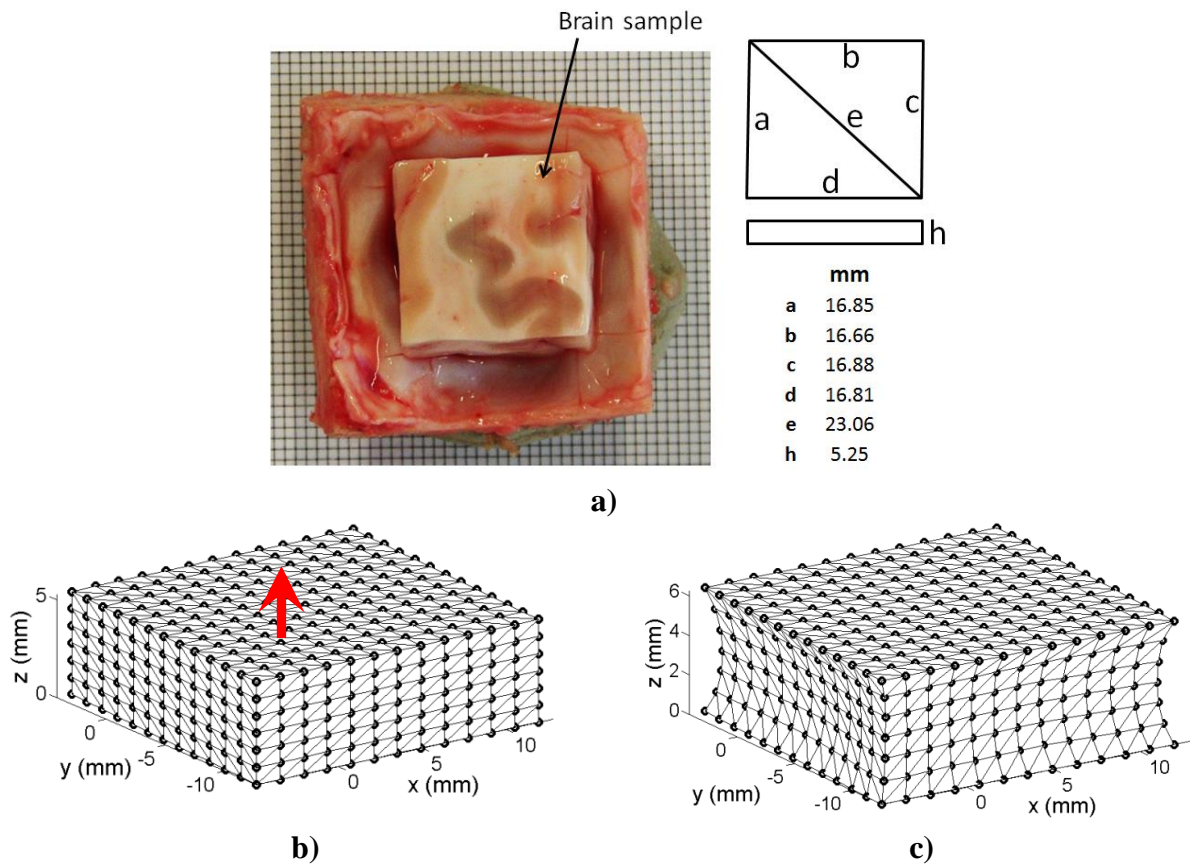 Brain sample
b
a
c
e
d
h
mm
a 16.85
b 16.66
c 16.88
d 16.81
e 23.06
h 5.25
a)
5
0
z (mm)
0
-5
-10
y (mm)
0
5
10
x (mm)
b)
6
4
2
0
z (mm)
0
-5
-10
y (mm)
0
5
10
x (mm)
c)